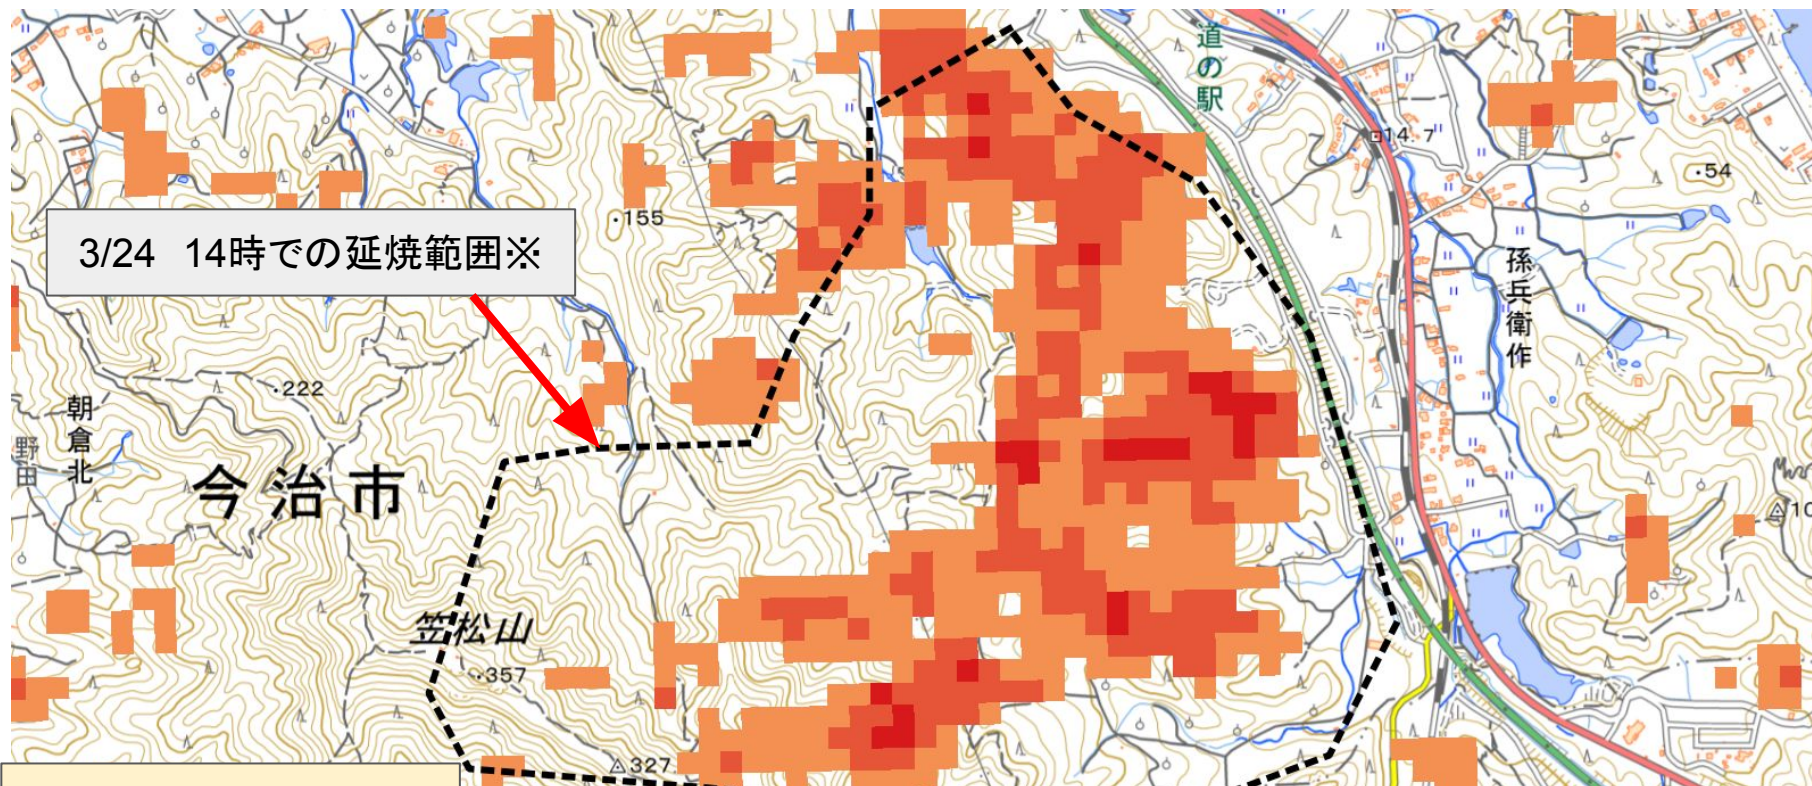 道の駅
14.7
54
155
3/24 14時での延焼範囲※
孫兵衛作
222
朝倉北
野田
今治市
笠松山
357
327
10